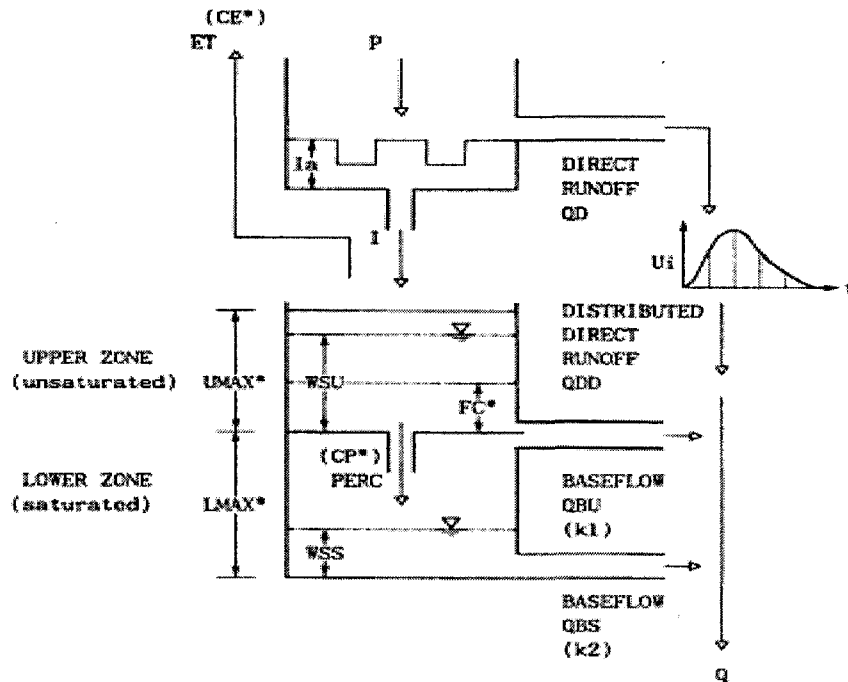 (CE*)
ET
P
Ia
DIRECT
RUNOFF
QD
I
Ui
t
DISTRIBUTED
DIRECT
RUNOFF
QDD
UPPER ZONE
(unsaturated)
UMAX*
WSU
FC*
(CP*)
PERC
LOWER ZONE
(saturated)
LMAX*
BASEFLOW
QBU
(k1)
WSS
BASEFLOW
QBS
(k2)
q